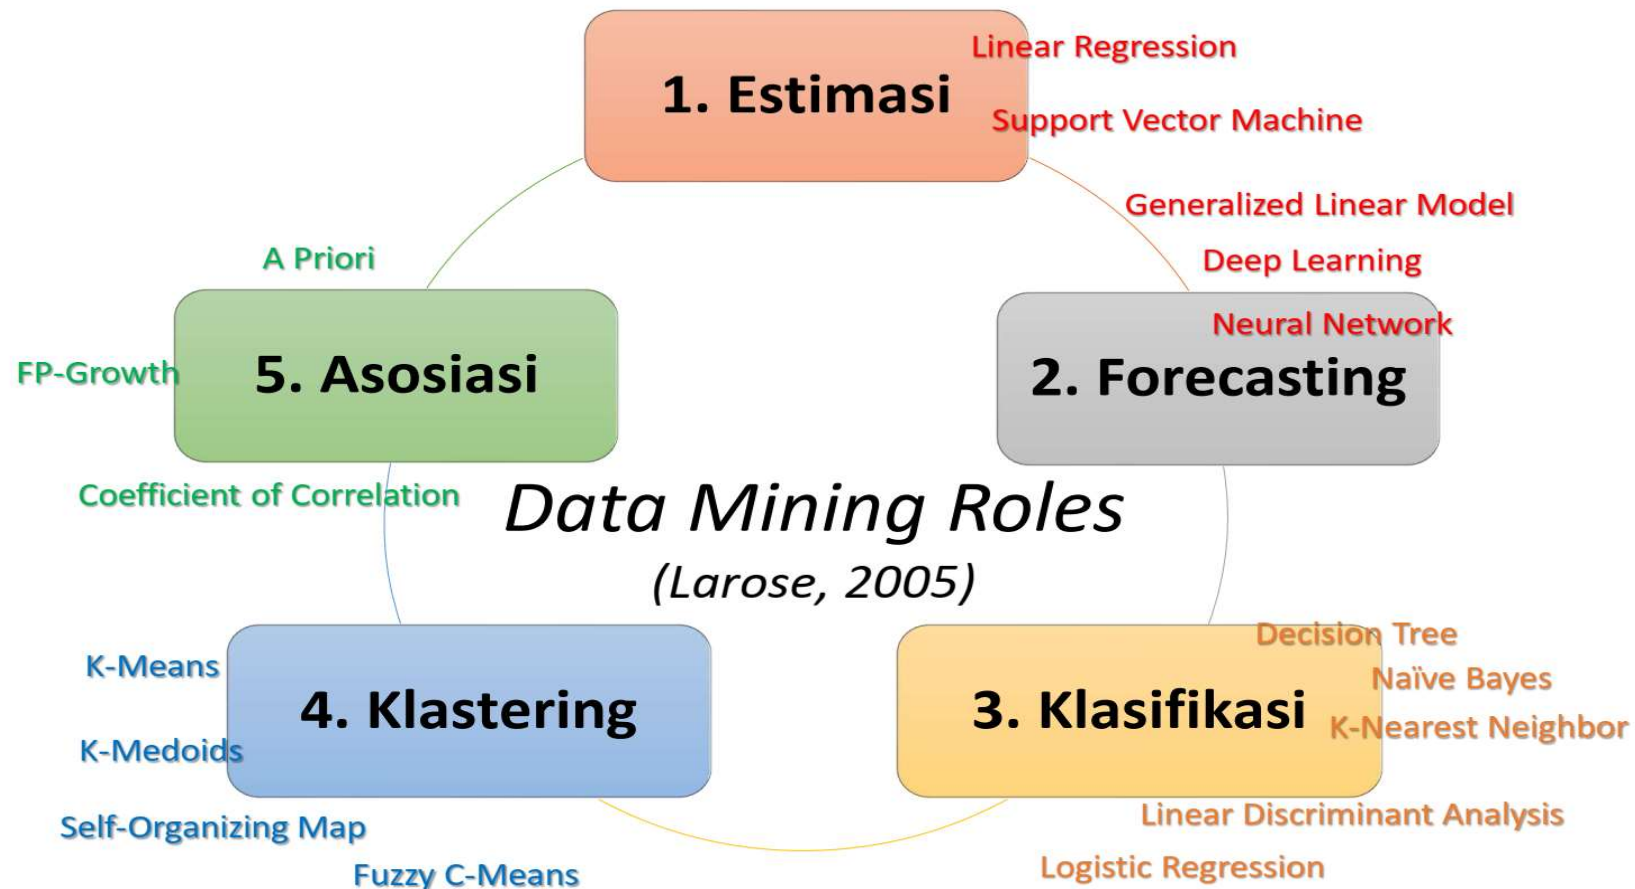 1. Estimasi
Linear Regression
Support Vector Machine
Generalized Linear Model
Deep Learning
Neural Network
2. Forecasting
A Priori
FP-Growth
5. Asosiasi
Coefficient of Correlation
Data Mining Roles
(Larose, 2005)
Decision Tree
Naïve Bayes
3. Klasifikasi
K-Nearest Neighbor
Linear Discriminant Analysis
Logistic Regression
K-Means
4. Klastering
K-Medoids
Self-Organizing Map
Fuzzy C-Means